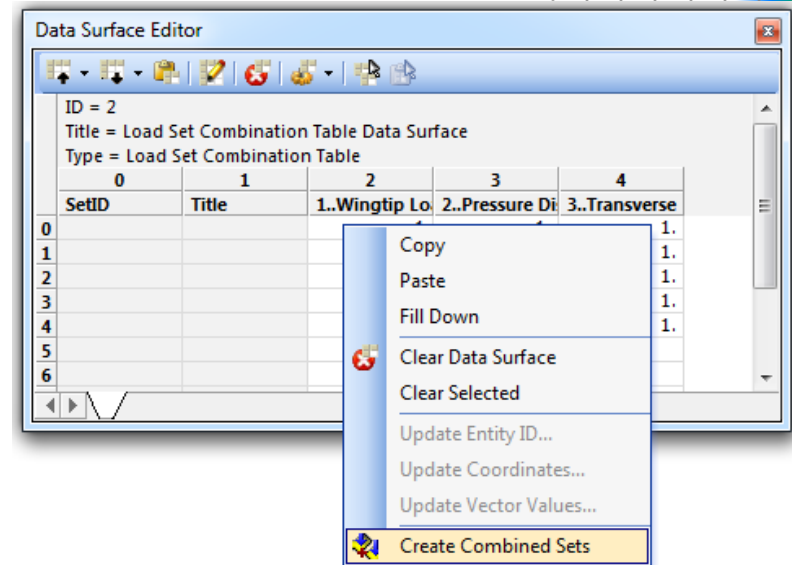 Data Surface Editor
ID = 2
Title = Load Set Combination Table Data Surface
Type = Load Set Combination Table
0 1 2 3 4
SetID Title 1..Wingtip Lo 2..Pressure Di 3..Transverse
0 1. 1. 1.
1 1.
2 1.
3 1.
4 1.
5
6
Copy
Paste
Fill Down
Clear Data Surface
Clear Selected
Update Entity ID...
Update Coordinates...
Update Vector Values...
Create Combined Sets